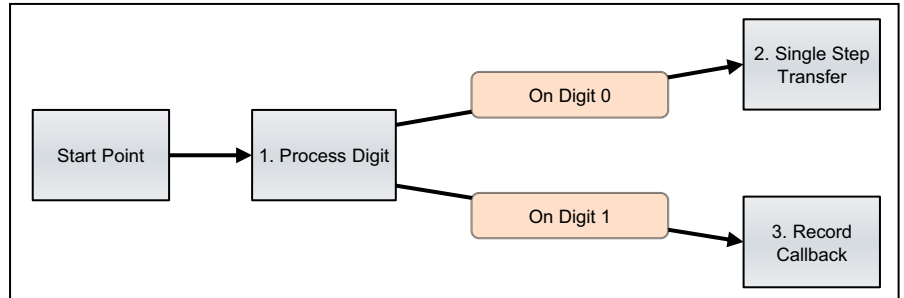 Start Point
1. Process Digit
On Digit 0
2. Single Step
Transfer
On Digit 1
3. Record
Callback